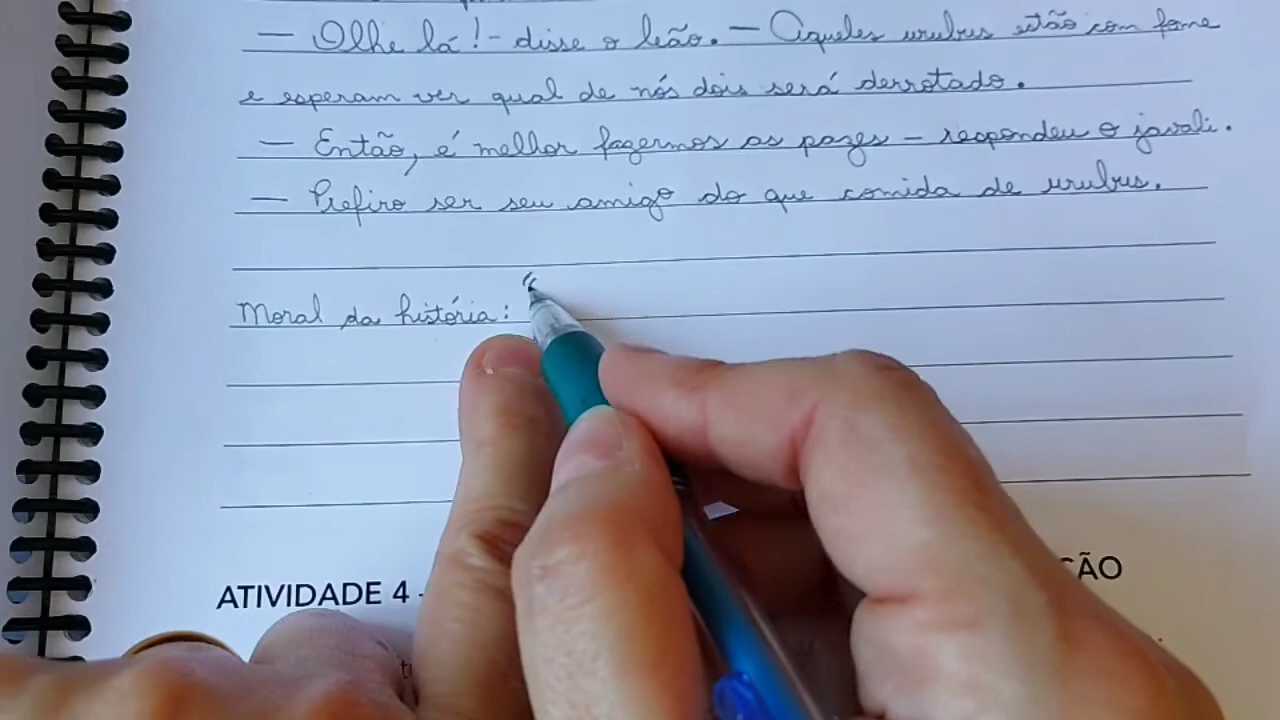 — Olhe lá! - disse o leão. — Aqueles urubus estão com fome
e esperam ver qual de nós dois será derrotado.
— Então, é melhor fazermos as pazes — respondeu o javali.
— Prefiro ser seu amigo do que comida de urubus.
Moral da história: "
ATIVIDADE 4 -
ÇÃO